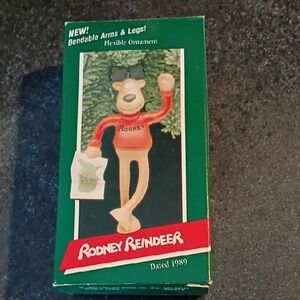 NEW!
Bendable Arms & Legs!
Flexible Ornament
RODNEY
RODNEY REINDEER
Dated 1989